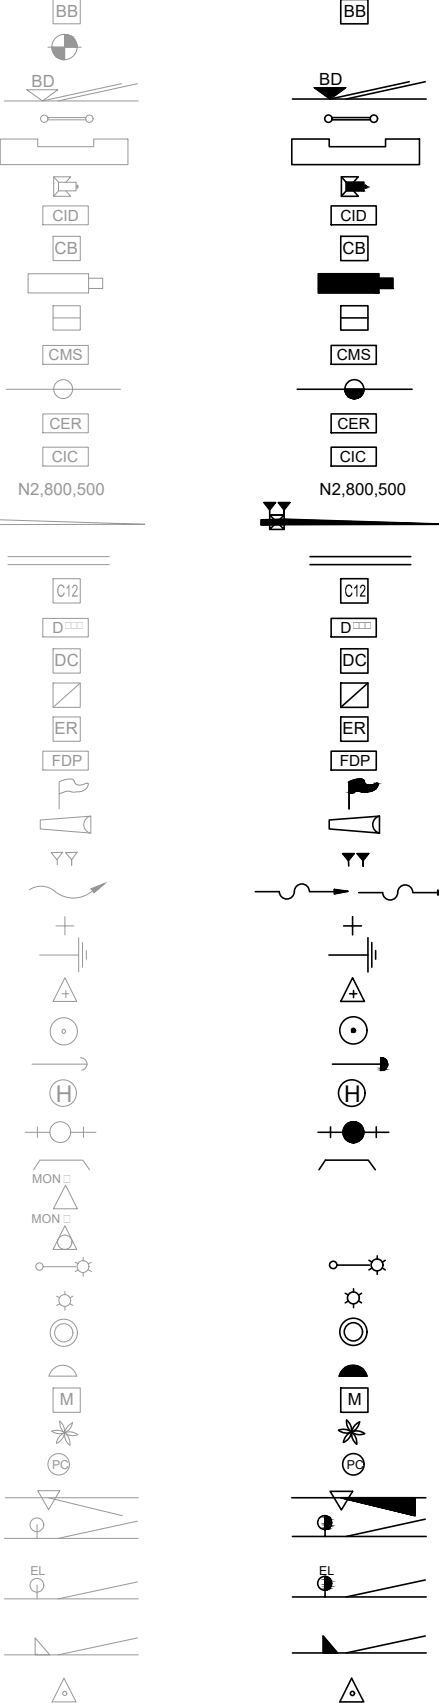 BB BB
BD BD
CID CID
CB CB
CMS CMS
CER CER
CIC CIC
N2,800,500 N2,800,500
C12 C12
D□□□ D□□□
DC DC
ER ER
FDP FDP
H H
MON □
MON □
M M
PC PC
EL EL